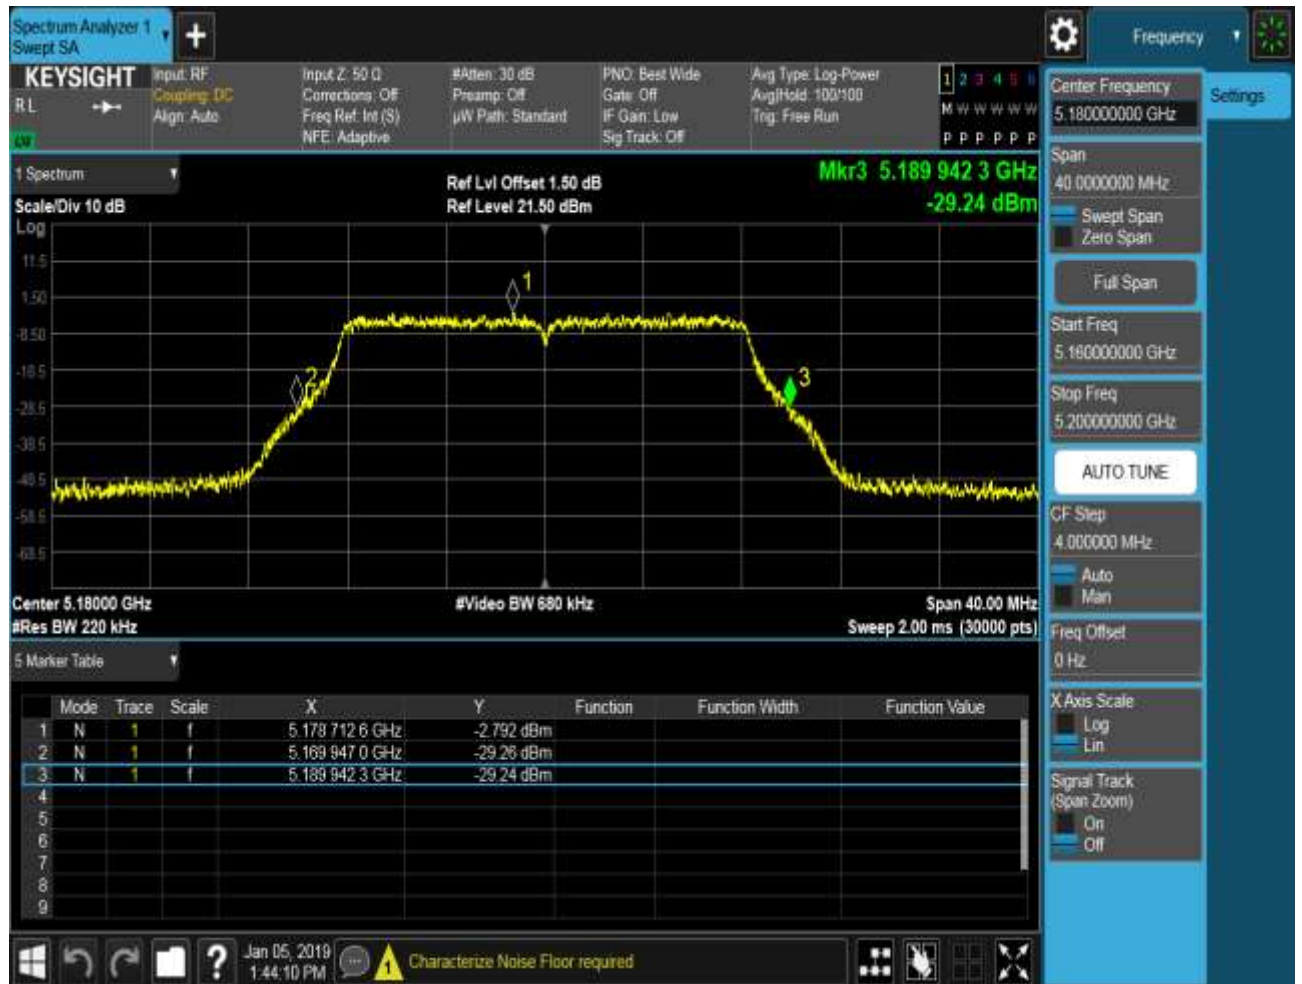 Spectrum Analyzer 1
Swept SA
Frequency
KEYSIGHT
RL
Input: RF
Coupling: DC
Align: Auto
Input Z: 50 Ω
Corrections: Off
Freq Ref: Int (S)
NFE: Adaptive
#Atten: 30 dB
Preamp: Off
µW Path: Standard
PNO: Best Wide
Gate: Off
IF Gain: Low
Sig Track: Off
Avg Type: Log-Power
Avg|Hold: 100/100
Trig: Free Run
1 2 3 4 5 6
M W W W W W
P P P P P P
1 Spectrum
Scale/Div 10 dB
Ref Lvl Offset 1.50 dB
Ref Level 21.50 dBm
Mkr3 5.189 942 3 GHz
-29.24 dBm
Log
11.5
1.50
-8.50
-18.5
-28.5
-38.5
-48.5
-58.5
-68.5
1
2
3
Center 5.18000 GHz
#Video BW 680 kHz
Span 40.00 MHz
#Res BW 220 kHz
Sweep 2.00 ms (30000 pts)
5 Marker Table
Mode Trace Scale X Y Function Function Width Function Value
1 N 1 f 5.178 712 6 GHz -2.792 dBm
2 N 1 f 5.169 947 0 GHz -29.26 dBm
3 N 1 f 5.189 942 3 GHz -29.24 dBm
4
5
6
7
8
9
Center Frequency
5.180000000 GHz
Settings
Span
40.0000000 MHz
Swept Span
Zero Span
Full Span
Start Freq
5.160000000 GHz
Stop Freq
5.200000000 GHz
AUTO TUNE
CF Step
4.000000 MHz
Auto
Man
Freq Offset
0 Hz
X Axis Scale
Log
Lin
Signal Track
(Span Zoom)
On
Off
?
Jan 05, 2019
1:44:10 PM
1
Characterize Noise Floor required